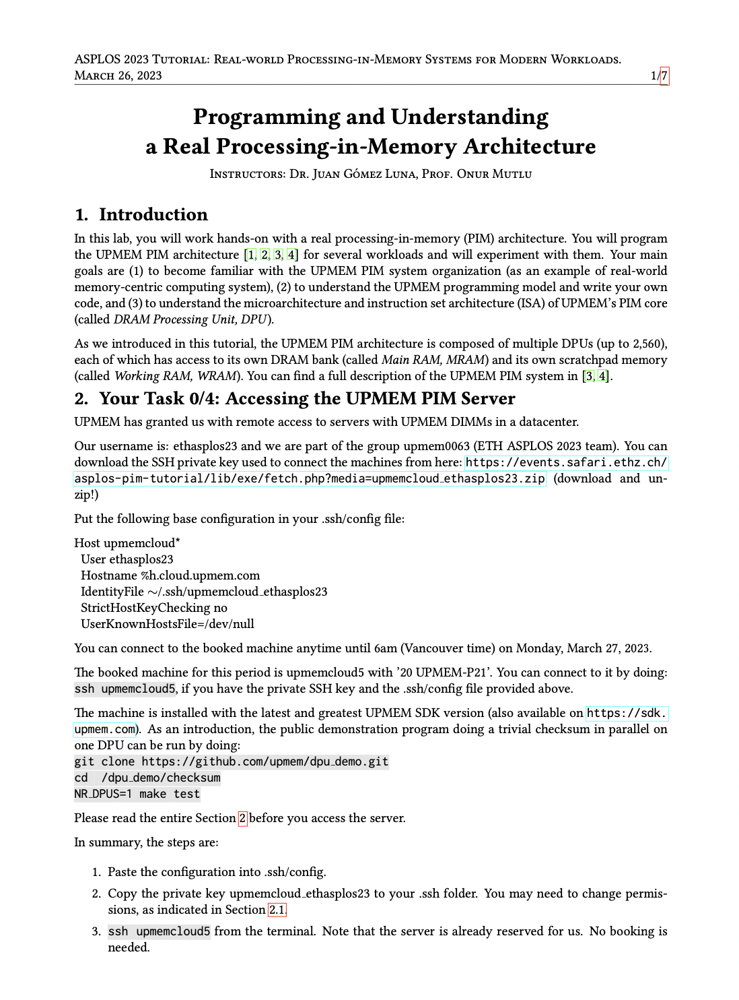 ASPLOS 2023 Tutorial: Real-world Processing-in-Memory Systems for Modern Workloads.
March 26, 2023 1/7
Programming and Understanding
a Real Processing-in-Memory Architecture
Instructors: Dr. Juan Gómez Luna, Prof. Onur Mutlu
1. Introduction
In this lab, you will work hands-on with a real processing-in-memory (PIM) architecture. You will program
the UPMEM PIM architecture [1, 2, 3, 4] for several workloads and will experiment with them. Your main
goals are (1) to become familiar with the UPMEM PIM system organization (as an example of real-world
memory-centric computing system), (2) to understand the UPMEM programming model and write your own
code, and (3) to understand the microarchitecture and instruction set architecture (ISA) of UPMEM's PIM core
(called DRAM Processing Unit, DPU).
As we introduced in this tutorial, the UPMEM PIM architecture is composed of multiple DPUs (up to 2,560),
each of which has access to its own DRAM bank (called Main RAM, MRAM) and its own scratchpad memory
(called Working RAM, WRAM). You can find a full description of the UPMEM PIM system in [3, 4].
2. Your Task 0/4: Accessing the UPMEM PIM Server
UPMEM has granted us with remote access to servers with UPMEM DIMMs in a datacenter.
Our username is: ethasplos23 and we are part of the group upmem0063 (ETH ASPLOS 2023 team). You can
download the SSH private key used to connect the machines from here: https://events.safari.ethz.ch/
asplos-pim-tutorial/lib/exe/fetch.php?media=upmemcloud_ethasplos23.zip (download and un-
zip!)
Put the following base configuration in your .ssh/config file:
Host upmemcloud*
User ethasplos23
Hostname %h.cloud.upmem.com
IdentityFile ~/.ssh/upmemcloud_ethasplos23
StrictHostKeyChecking no
UserKnownHostsFile=/dev/null
You can connect to the booked machine anytime until 6am (Vancouver time) on Monday, March 27, 2023.
The booked machine for this period is upmemcloud5 with '20 UPMEM-P21'. You can connect to it by doing:
ssh upmemcloud5, if you have the private SSH key and the .ssh/config file provided above.
The machine is installed with the latest and greatest UPMEM SDK version (also available on https://sdk.
upmem.com). As an introduction, the public demonstration program doing a trivial checksum in parallel on
one DPU can be run by doing:
git clone https://github.com/upmem/dpu_demo.git
cd /dpu_demo/checksum
NR_DPUS=1 make test
Please read the entire Section 2 before you access the server.
In summary, the steps are:
1. Paste the configuration into .ssh/config.
2. Copy the private key upmemcloud_ethasplos23 to your .ssh folder. You may need to change permis-
sions, as indicated in Section 2.1.
3. ssh upmemcloud5 from the terminal. Note that the server is already reserved for us. No booking is
needed.